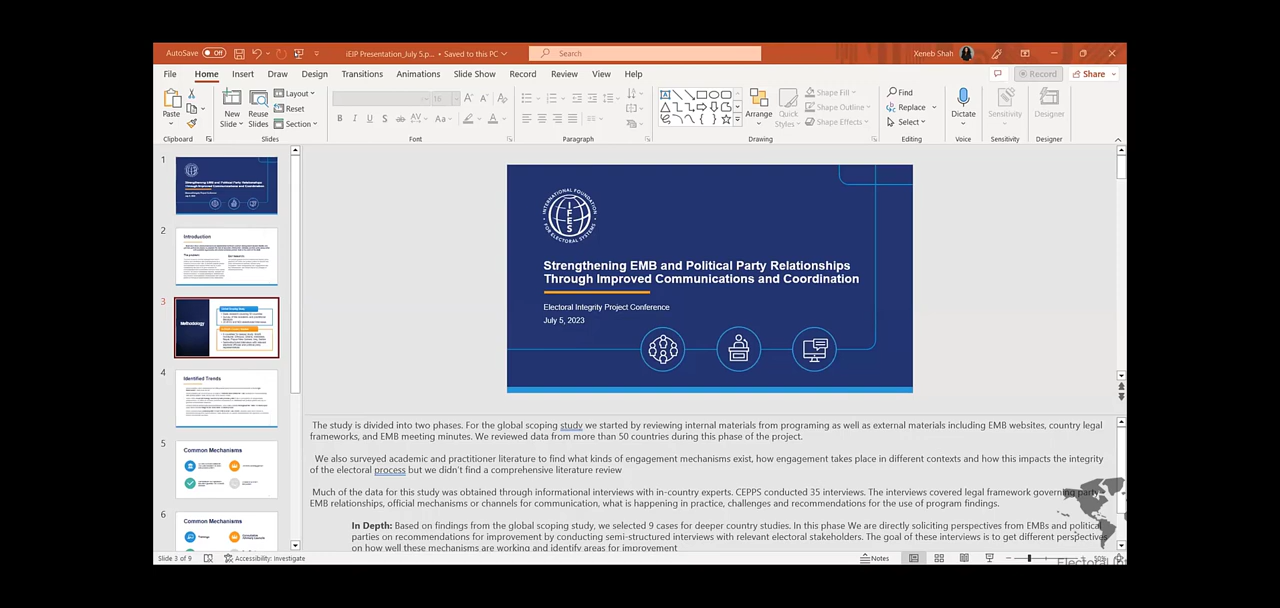 AutoSave Off iEIP Presentation_July 5.p... • Saved to this PC Search Xeneb Shah
File Home Insert Draw Design Transitions Animations Slide Show Record Review View Help Record Share
Paste New Slide Reuse Slides Layout Reset Section 16 Arrange Quick Styles Shape Fill Shape Outline Shape Effects Find Replace Select Dictate Sensitivity Designer
Clipboard Slides Font Paragraph Drawing Editing Voice Sensitivity Designer
1
2
Introduction
3
Methodology
4
Identified Trends
5
Common Mechanisms
6
Common Mechanisms
INTERNATIONAL FOUNDATION
IFES
FOR ELECTORAL SYSTEMS
Strengthening EMB and Political Party Relationships
Through Improved Communications and Coordination
Electoral Integrity Project Conference
July 5, 2023
The study is divided into two phases. For the global scoping study we started by reviewing internal materials from programing as well as external materials including EMB websites, country legal
frameworks, and EMB meeting minutes. We reviewed data from more than 50 countries during this phase of the project.
We also surveyed academic and practitioner literature to find what kinds of engagement mechanisms exist, how engagement takes place in different contexts and how this impacts the integrity
of the electoral process but we didn't find a comprehensive literature review
Much of the data for this study was obtained through informational interviews with in-country experts. CEPPS conducted 35 interviews. The interviews covered legal framework governing party-
EMB relationships, official mechanisms or channels for communication, what is happening in practice, challenges and recommendations for the use of program findings.
In Depth: Based on findings from the global scoping study, we selected 9 cases for deeper country studies. In this phase We are directly soliciting perspectives from EMBs and political
parties on recommendations for improvement by conducting semi-structured interviews with relevant electoral stakeholders. The goal of these interviews is to get different perspectives
on how well these mechanisms are working and identify areas for improvement
Slide 3 of 9 Accessibility: Investigate Notes 50%